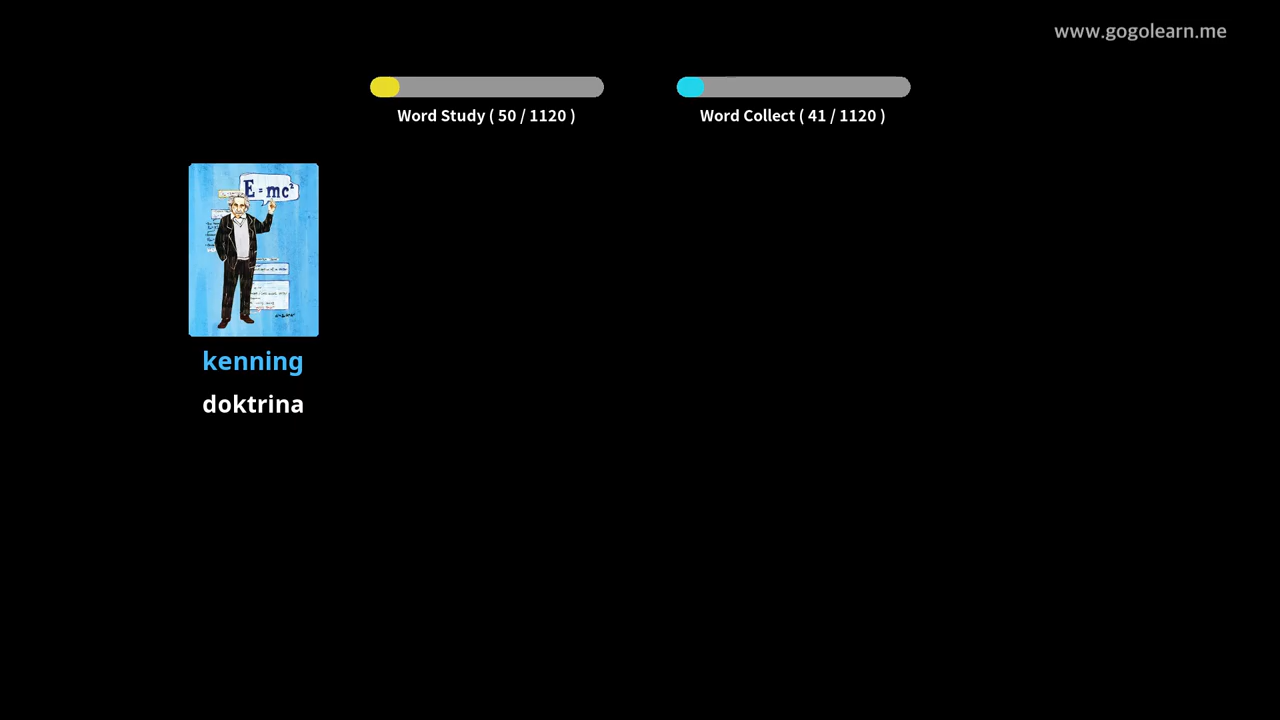 www.gogolearn.me
Word Study ( 50 / 1120 )
Word Collect ( 41 / 1120 )
E = mc²
kenning
doktrina